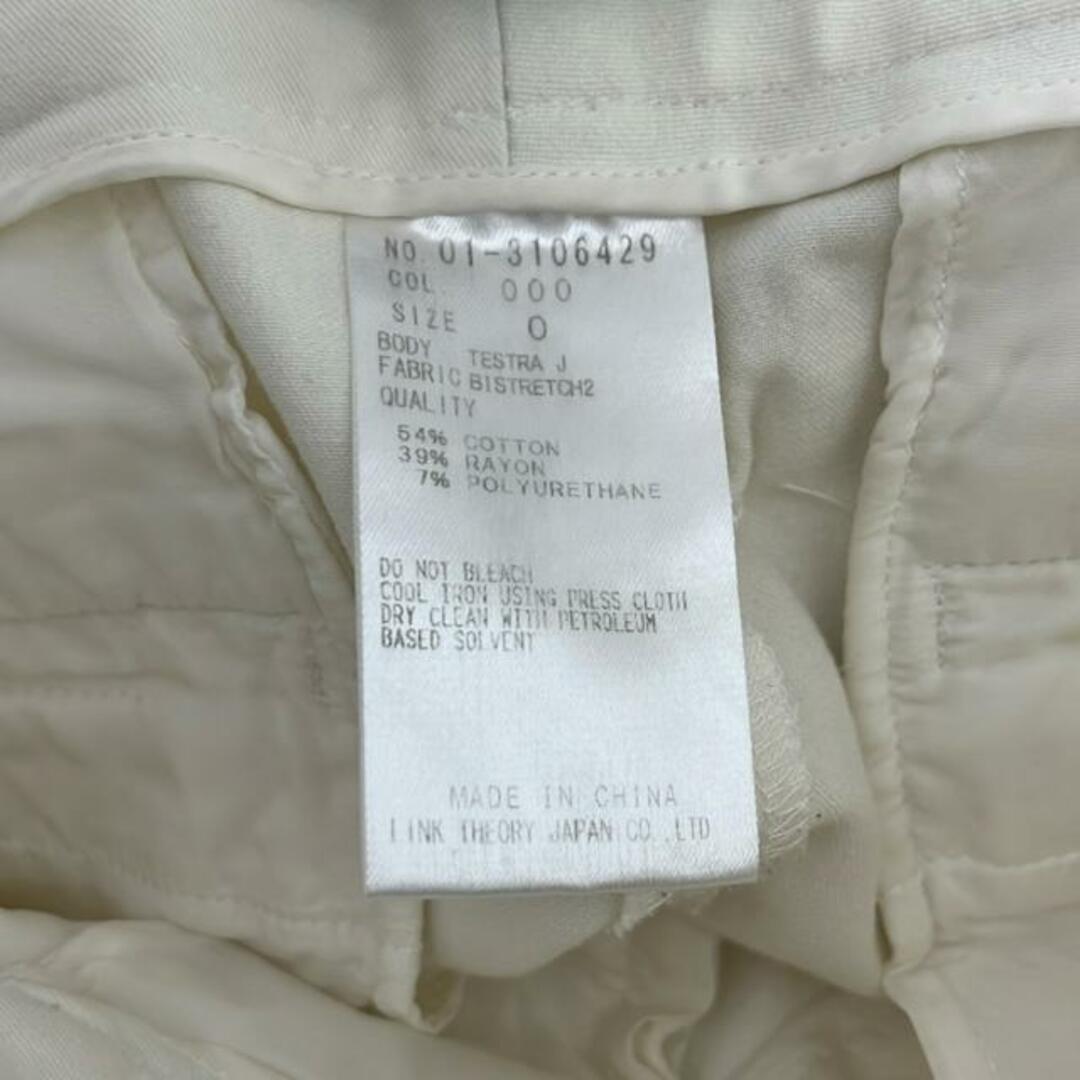 NO. 01-3106429
COL 000
SIZE 0
BODY TESTRA J
FABRIC BISTRETCH2
QUALITY
54% COTTON
39% RAYON
7% POLYURETHANE
DO NOT BLEACH
COOL IRON USING PRESS CLOTH
DRY CLEAN WITH PETROLEUM
BASED SOLVENT
MADE IN CHINA
LINK THEORY JAPAN CO.,LTD